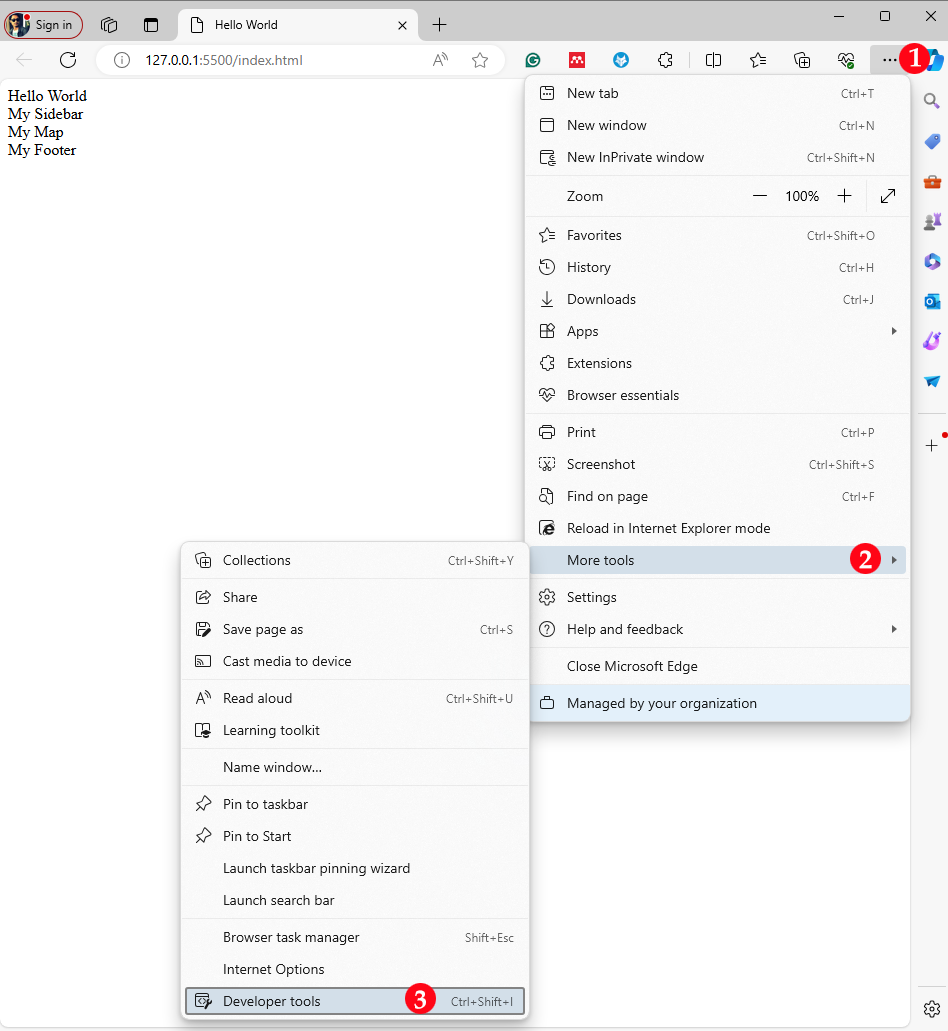 Sign in
Hello World
127.0.0.1:5500/index.html
1
Hello World
My Sidebar
My Map
My Footer
New tab Ctrl+T
New window Ctrl+N
New InPrivate window Ctrl+Shift+N
Zoom 100%
Favorites Ctrl+Shift+O
History Ctrl+H
Downloads Ctrl+J
Apps
Extensions
Browser essentials
Print Ctrl+P
Screenshot Ctrl+Shift+S
Find on page Ctrl+F
Reload in Internet Explorer mode
More tools 2
Settings
Help and feedback
Close Microsoft Edge
Managed by your organization
Collections Ctrl+Shift+Y
Share
Save page as Ctrl+S
Cast media to device
Read aloud Ctrl+Shift+U
Learning toolkit
Name window...
Pin to taskbar
Pin to Start
Launch taskbar pinning wizard
Launch search bar
Browser task manager Shift+Esc
Internet Options
Developer tools 3 Ctrl+Shift+I